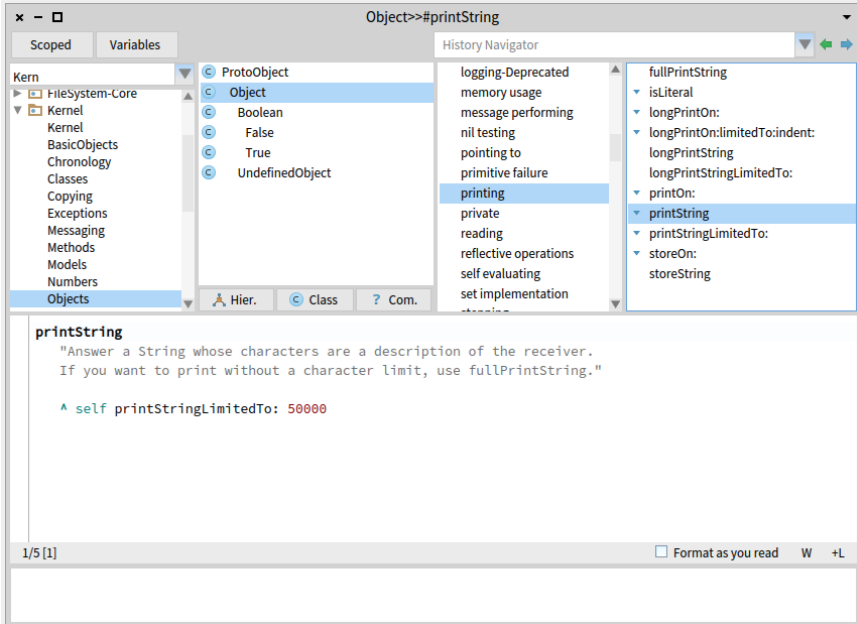 Object>>#printString
Scoped
Variables
History Navigator
Kern
FileSystem-Core
Kernel
Kernel
BasicObjects
Chronology
Classes
Copying
Exceptions
Messaging
Methods
Models
Numbers
Objects
ProtoObject
Object
Boolean
False
True
UndefinedObject
Hier.
Class
? Com.
logging-Deprecated
memory usage
message performing
nil testing
pointing to
primitive failure
printing
private
reading
reflective operations
self evaluating
set implementation
stepping
fullPrintString
isLiteral
longPrintOn:
longPrintOn:limitedTo:indent:
longPrintString
longPrintStringLimitedTo:
printOn:
printString
printStringLimitedTo:
storeOn:
storeString
printString
"Answer a String whose characters are a description of the receiver.
If you want to print without a character limit, use fullPrintString."
^ self printStringLimitedTo: 50000
1/5 [1]
Format as you read
W
+L